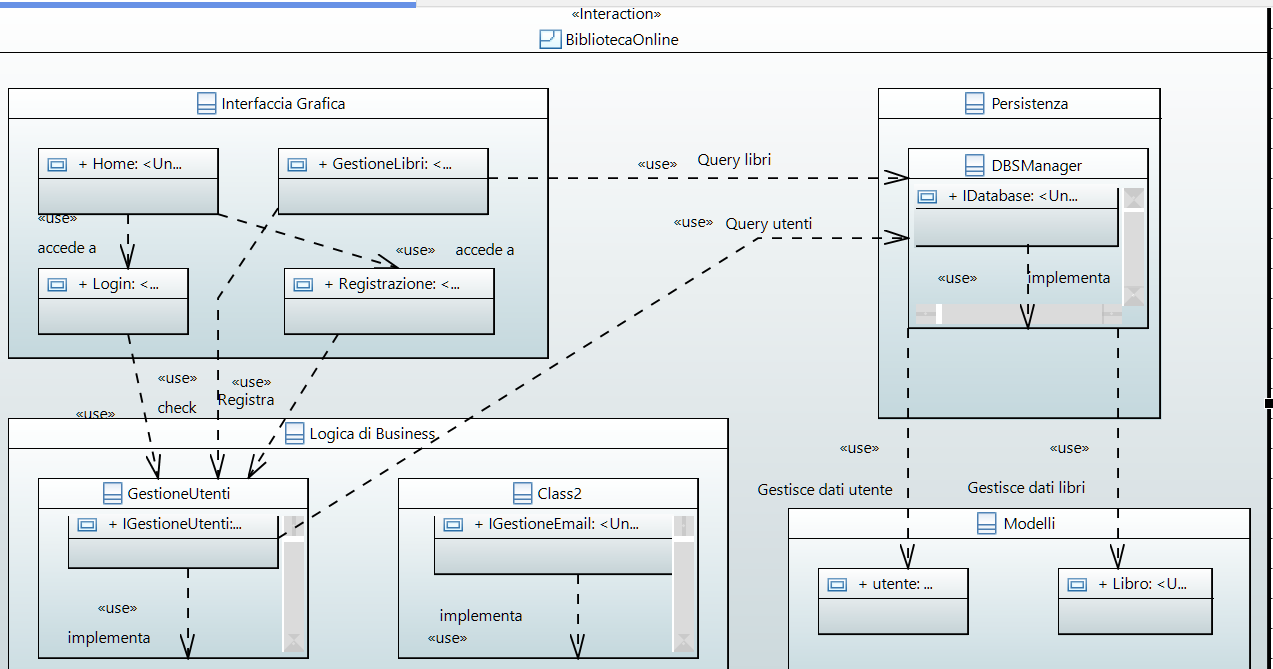 «Interaction»
BibliotecaOnline
Interfaccia Grafica
+ Home: <Un...
+ GestioneLibri: <...
«use»
accede a
«use» accede a
+ Login: <...
+ Registrazione: <...
«use» Query libri
«use» Query utenti
Persistenza
DBSManager
+ IDatabase: <Un...
«use» implementa
«use»
«use»
check
«use»
Registra
Logica di Business
GestioneUtenti
+ IGestioneUtenti:...
«use»
implementa
Class2
+ IGestioneEmail: <Un...
implementa
«use»
«use»
Gestisce dati utente
«use»
Gestisce dati libri
Modelli
+ utente: ...
+ Libro: <U...